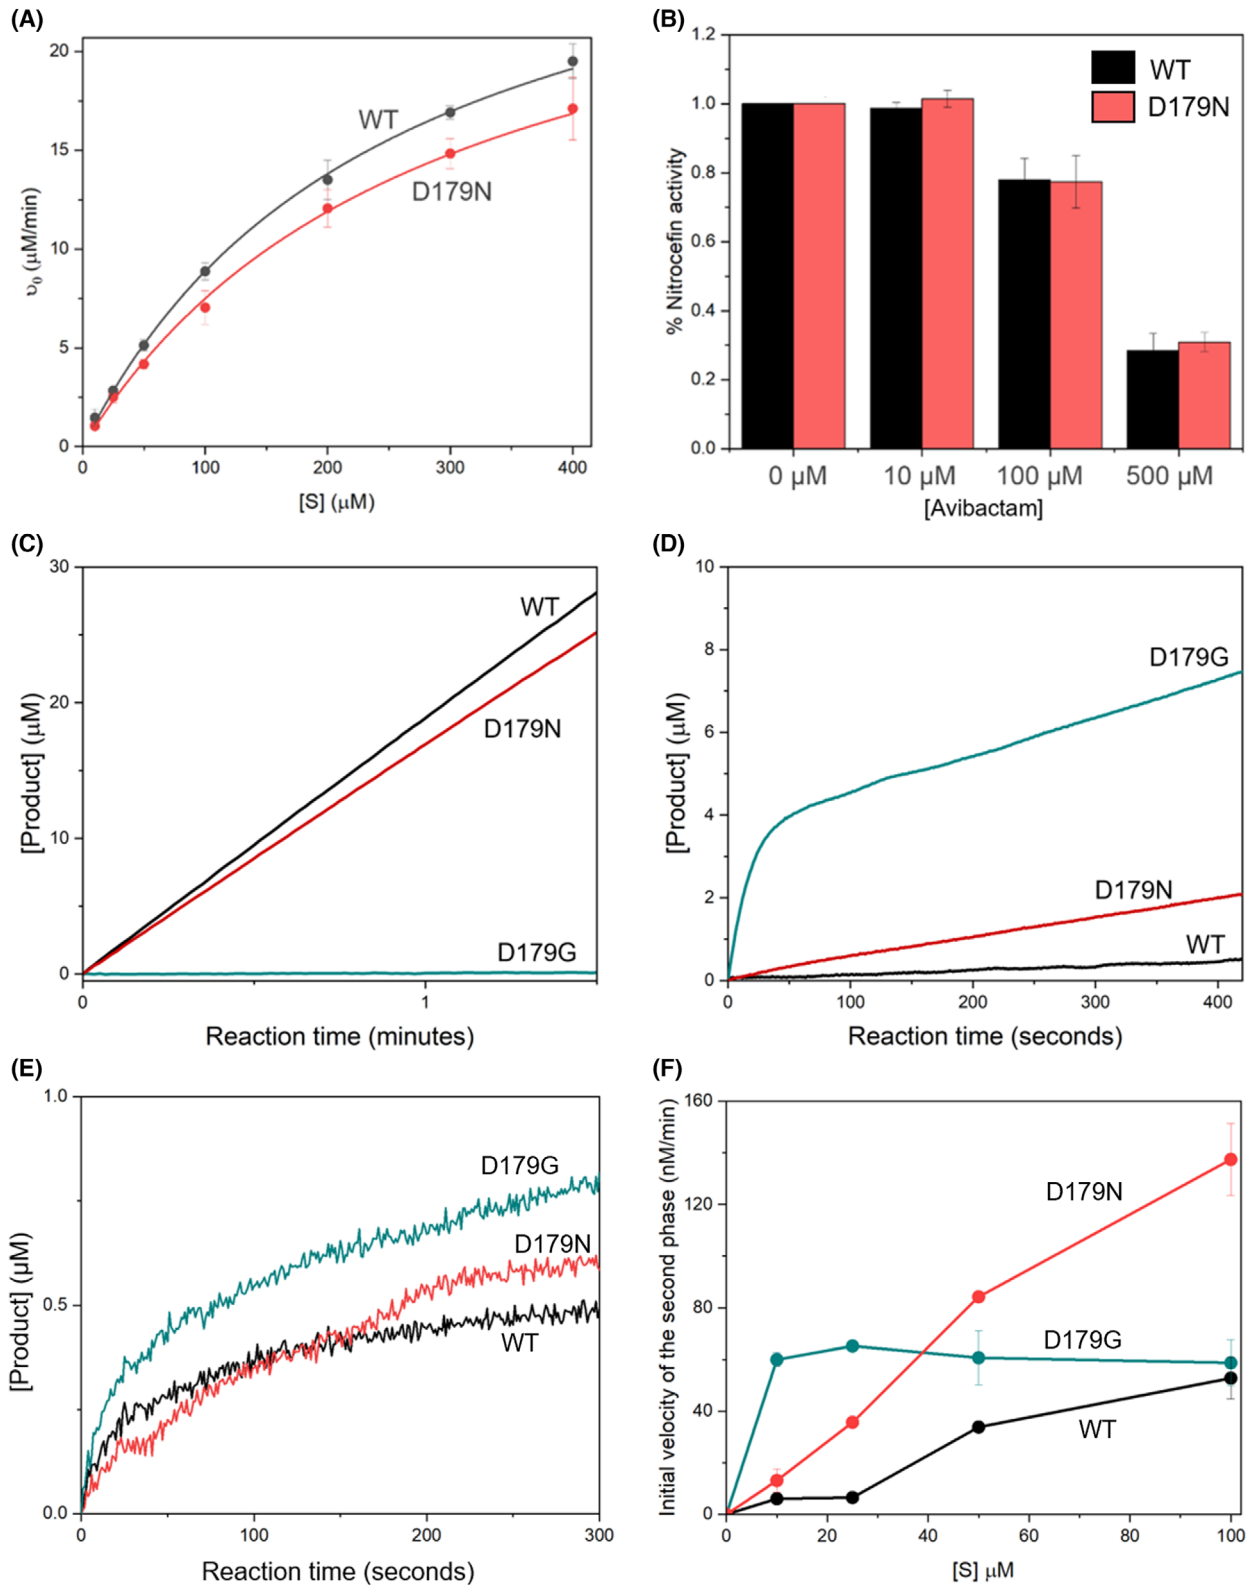 (A)
20
15
10
5
0
0 100 200 300 400
υ₀ (µM/min)
[S] (µM)
WT
D179N
(B)
1.2
1.0
0.8
0.6
0.4
0.2
0.0
% Nitrocefin activity
WT
D179N
0 µM 10 µM 100 µM 500 µM
[Avibactam]
(C)
30
20
10
0
0 1
[Product] (µM)
WT
D179N
D179G
Reaction time (minutes)
(D)
10
8
6
4
2
0
0 100 200 300 400
[Product] (µM)
D179G
D179N
WT
Reaction time (seconds)
(E)
1.0
0.5
0.0
0 100 200 300
[Product] (µM)
D179G
D179N
WT
Reaction time (seconds)
(F)
160
120
80
40
0
0 20 40 60 80 100
Initial velocity of the second phase (nM/min)
D179N
D179G
WT
[S] µM